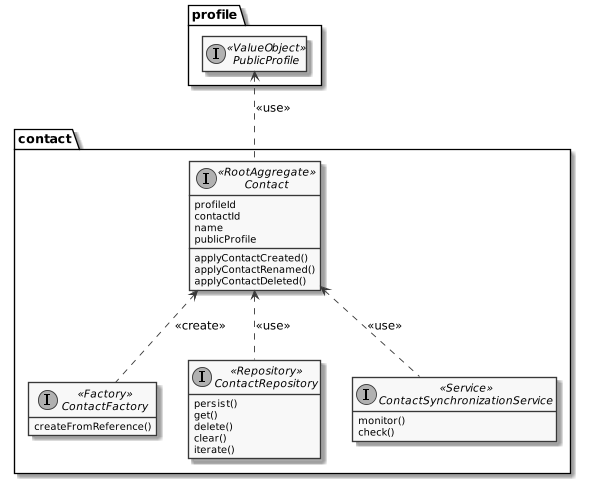 profile
I
«ValueObject»
PublicProfile
«use»
contact
I
«RootAggregate»
Contact
profileId
contactId
name
publicProfile
applyContactCreated()
applyContactRenamed()
applyContactDeleted()
«create»
«use»
«use»
I
«Factory»
ContactFactory
createFromReference()
I
«Repository»
ContactRepository
persist()
get()
delete()
clear()
iterate()
I
«Service»
ContactSynchronizationService
monitor()
check()